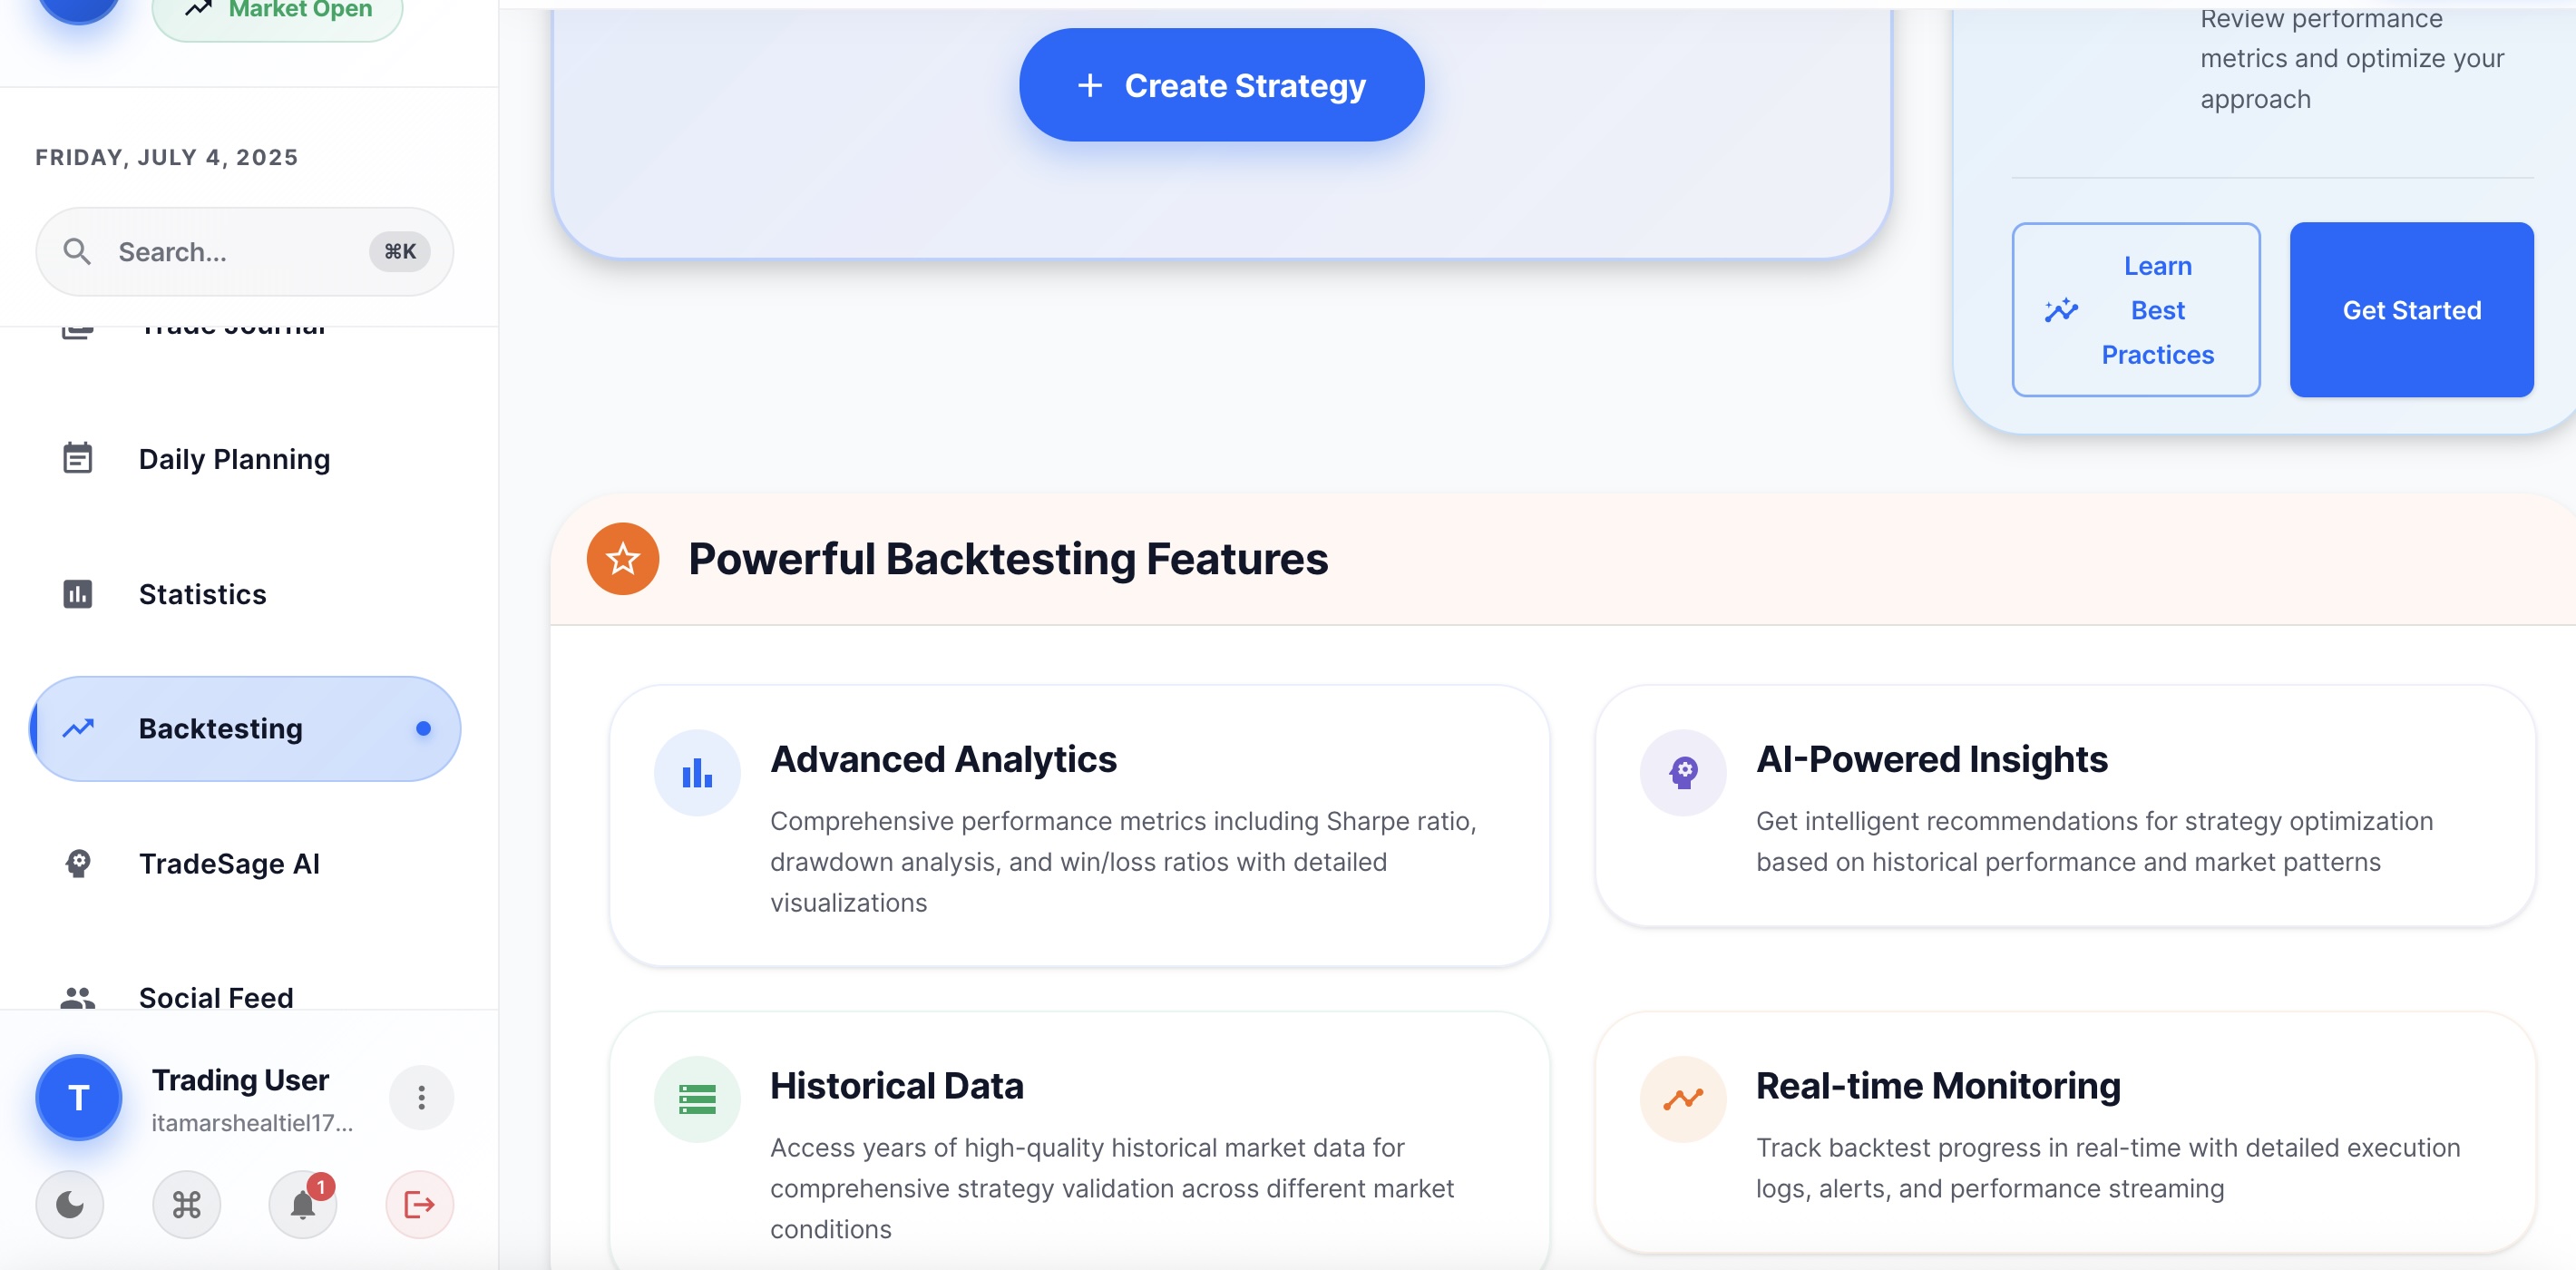 Market Open
FRIDAY, JULY 4, 2025
Search...
⌘K
Trade Journal
Daily Planning
Statistics
Backtesting
TradeSage AI
Social Feed
T
Trading User
itamarshealtiel17...
1
+ Create Strategy
Review performance
metrics and optimize your
approach
Learn
Best
Practices
Get Started
Powerful Backtesting Features
Advanced Analytics
Comprehensive performance metrics including Sharpe ratio,
drawdown analysis, and win/loss ratios with detailed
visualizations
AI-Powered Insights
Get intelligent recommendations for strategy optimization
based on historical performance and market patterns
Historical Data
Access years of high-quality historical market data for
comprehensive strategy validation across different market
conditions
Real-time Monitoring
Track backtest progress in real-time with detailed execution
logs, alerts, and performance streaming